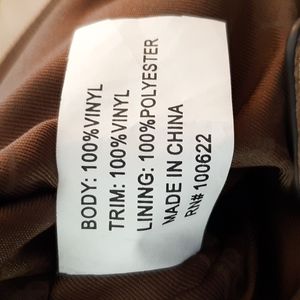 BODY: 100%VINYL
TRIM: 100%VINYL
LINING: 100%POLYESTER
MADE IN CHINA
RN# 100622